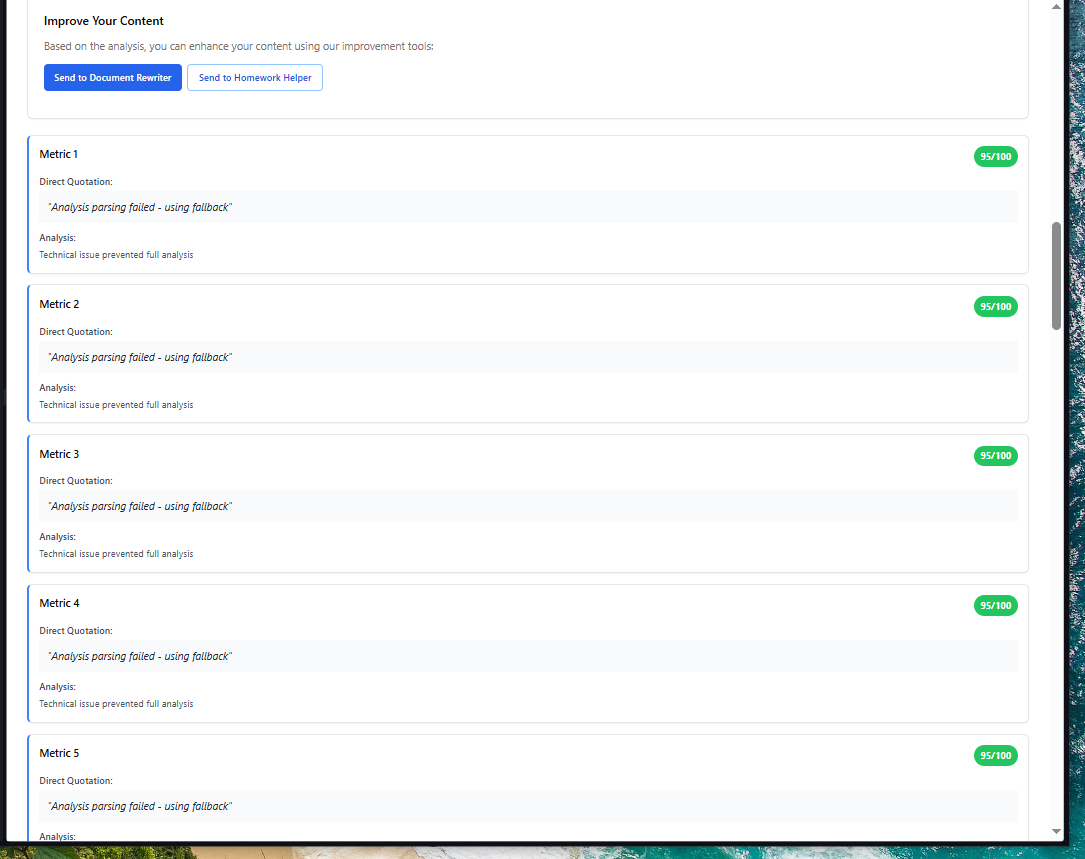 Improve Your Content
Based on the analysis, you can enhance your content using our improvement tools:
Send to Document Rewriter
Send to Homework Helper
Metric 1
95/100
Direct Quotation:
"Analysis parsing failed - using fallback"
Analysis:
Technical issue prevented full analysis
Metric 2
95/100
Direct Quotation:
"Analysis parsing failed - using fallback"
Analysis:
Technical issue prevented full analysis
Metric 3
95/100
Direct Quotation:
"Analysis parsing failed - using fallback"
Analysis:
Technical issue prevented full analysis
Metric 4
95/100
Direct Quotation:
"Analysis parsing failed - using fallback"
Analysis:
Technical issue prevented full analysis
Metric 5
95/100
Direct Quotation:
"Analysis parsing failed - using fallback"
Analysis: